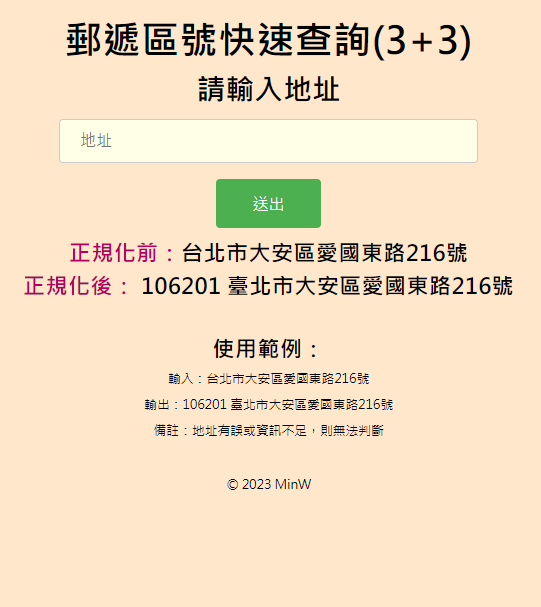 郵遞區號快速查詢(3+3)
請輸入地址
地址
送出
正規化前：台北市大安區愛國東路216號
正規化後： 106201 臺北市大安區愛國東路216號
使用範例：
輸入：台北市大安區愛國東路216號
輸出：106201 臺北市大安區愛國東路216號
備註：地址有誤或資訊不足，則無法判斷
© 2023 MinW